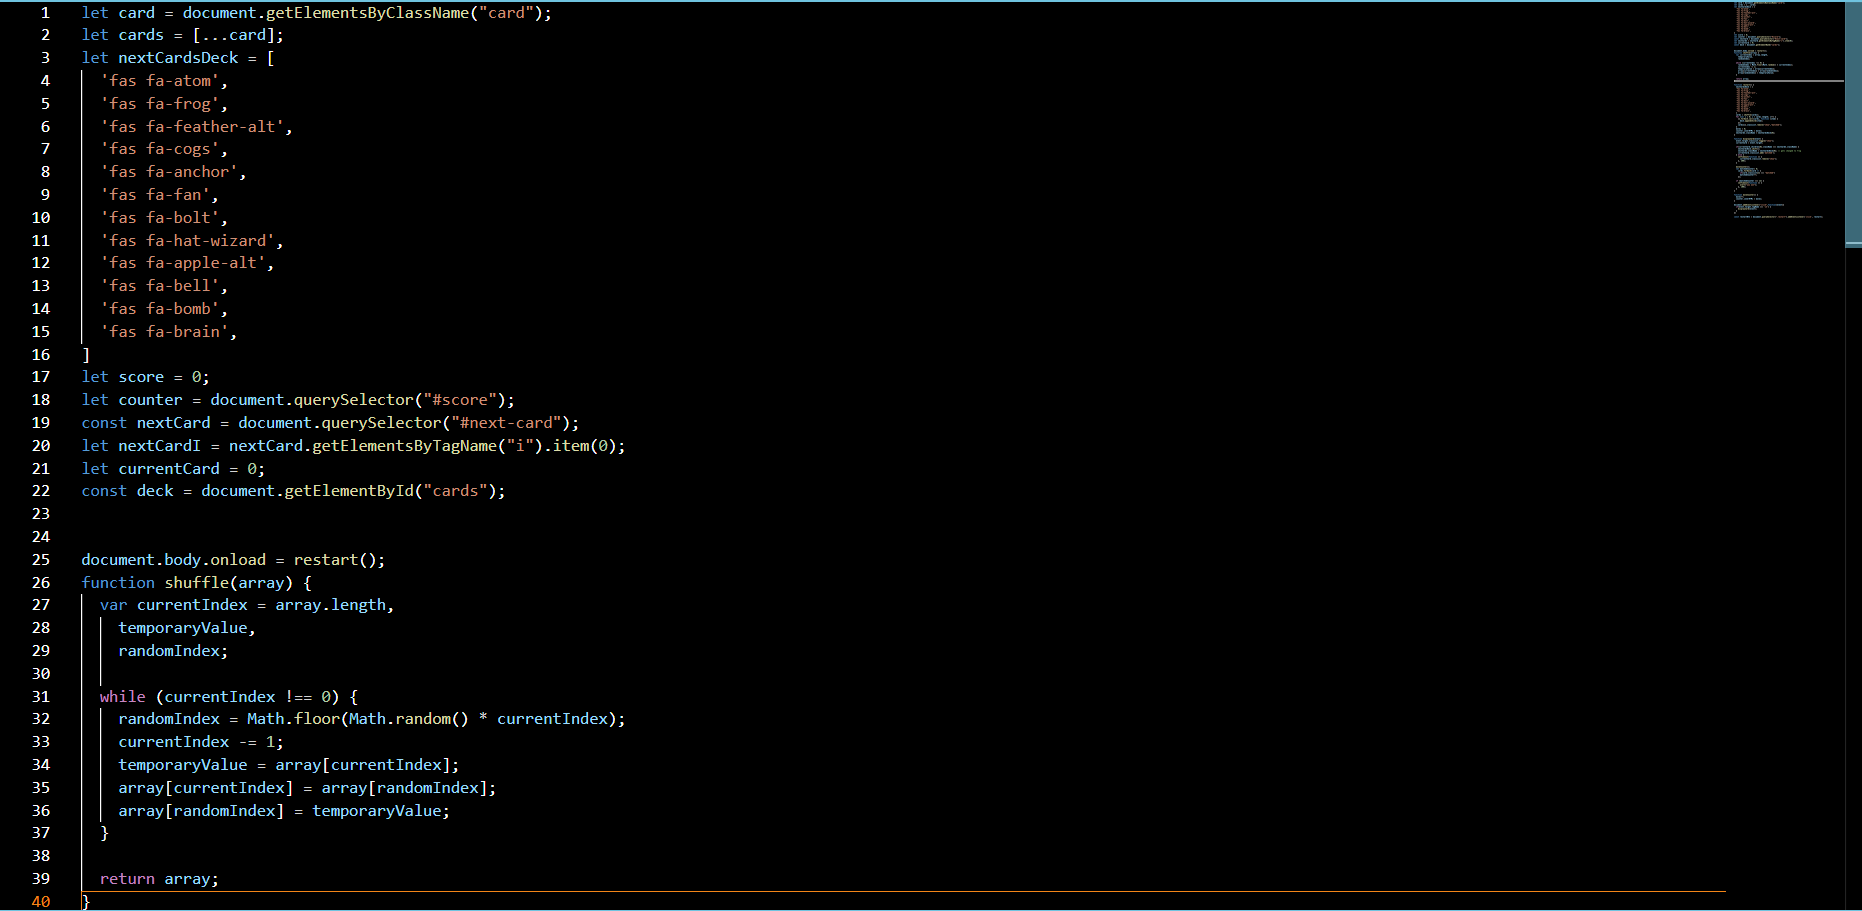 1 let card = document.getElementsByClassName("card");
2 let cards = [...card];
3 let nextCardsDeck = [
4   'fas fa-atom',
5   'fas fa-frog',
6   'fas fa-feather-alt',
7   'fas fa-cogs',
8   'fas fa-anchor',
9   'fas fa-fan',
10   'fas fa-bolt',
11   'fas fa-hat-wizard',
12   'fas fa-apple-alt',
13   'fas fa-bell',
14   'fas fa-bomb',
15   'fas fa-brain',
16 ]
17 let score = 0;
18 let counter = document.querySelector("#score");
19 const nextCard = document.querySelector("#next-card");
20 let nextCardI = nextCard.getElementsByTagName("i").item(0);
21 let currentCard = 0;
22 const deck = document.getElementById("cards");
23
24
25 document.body.onload = restart();
26 function shuffle(array) {
27   var currentIndex = array.length,
28     temporaryValue,
29     randomIndex;
30
31   while (currentIndex !== 0) {
32     randomIndex = Math.floor(Math.random() * currentIndex);
33     currentIndex -= 1;
34     temporaryValue = array[currentIndex];
35     array[currentIndex] = array[randomIndex];
36     array[randomIndex] = temporaryValue;
37   }
38
39   return array;
40 }